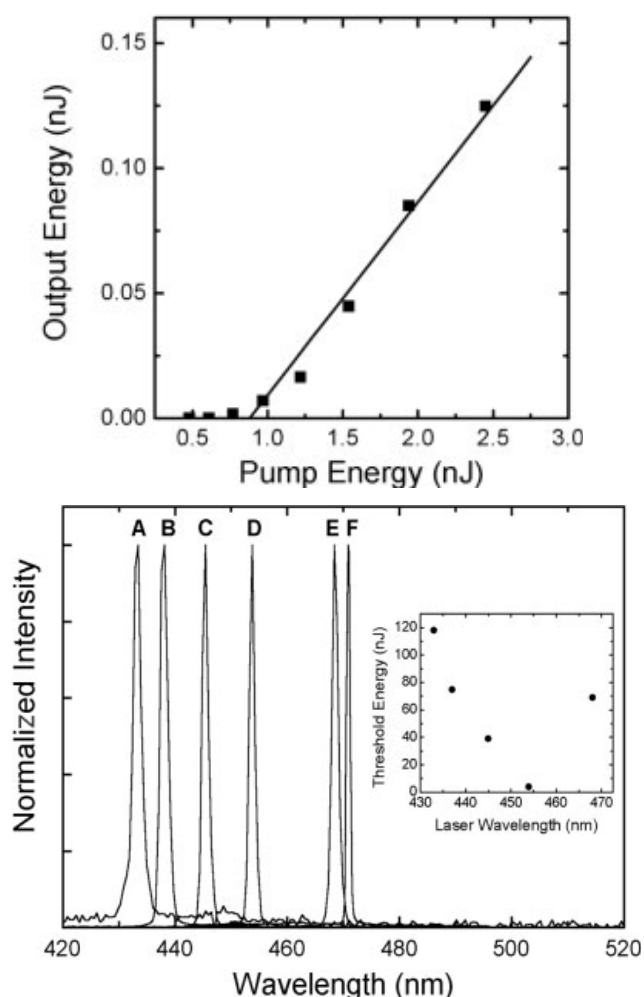 0.15
0.10
0.05
0.00
Output Energy (nJ)
0.5 1.0 1.5 2.0 2.5 3.0
Pump Energy (nJ)
A B C D E F
Normalized Intensity
120
100
80
60
40
20
0
Threshold Energy (nJ)
430 440 450 460 470
Laser Wavelength (nm)
420 440 460 480 500 520
Wavelength (nm)